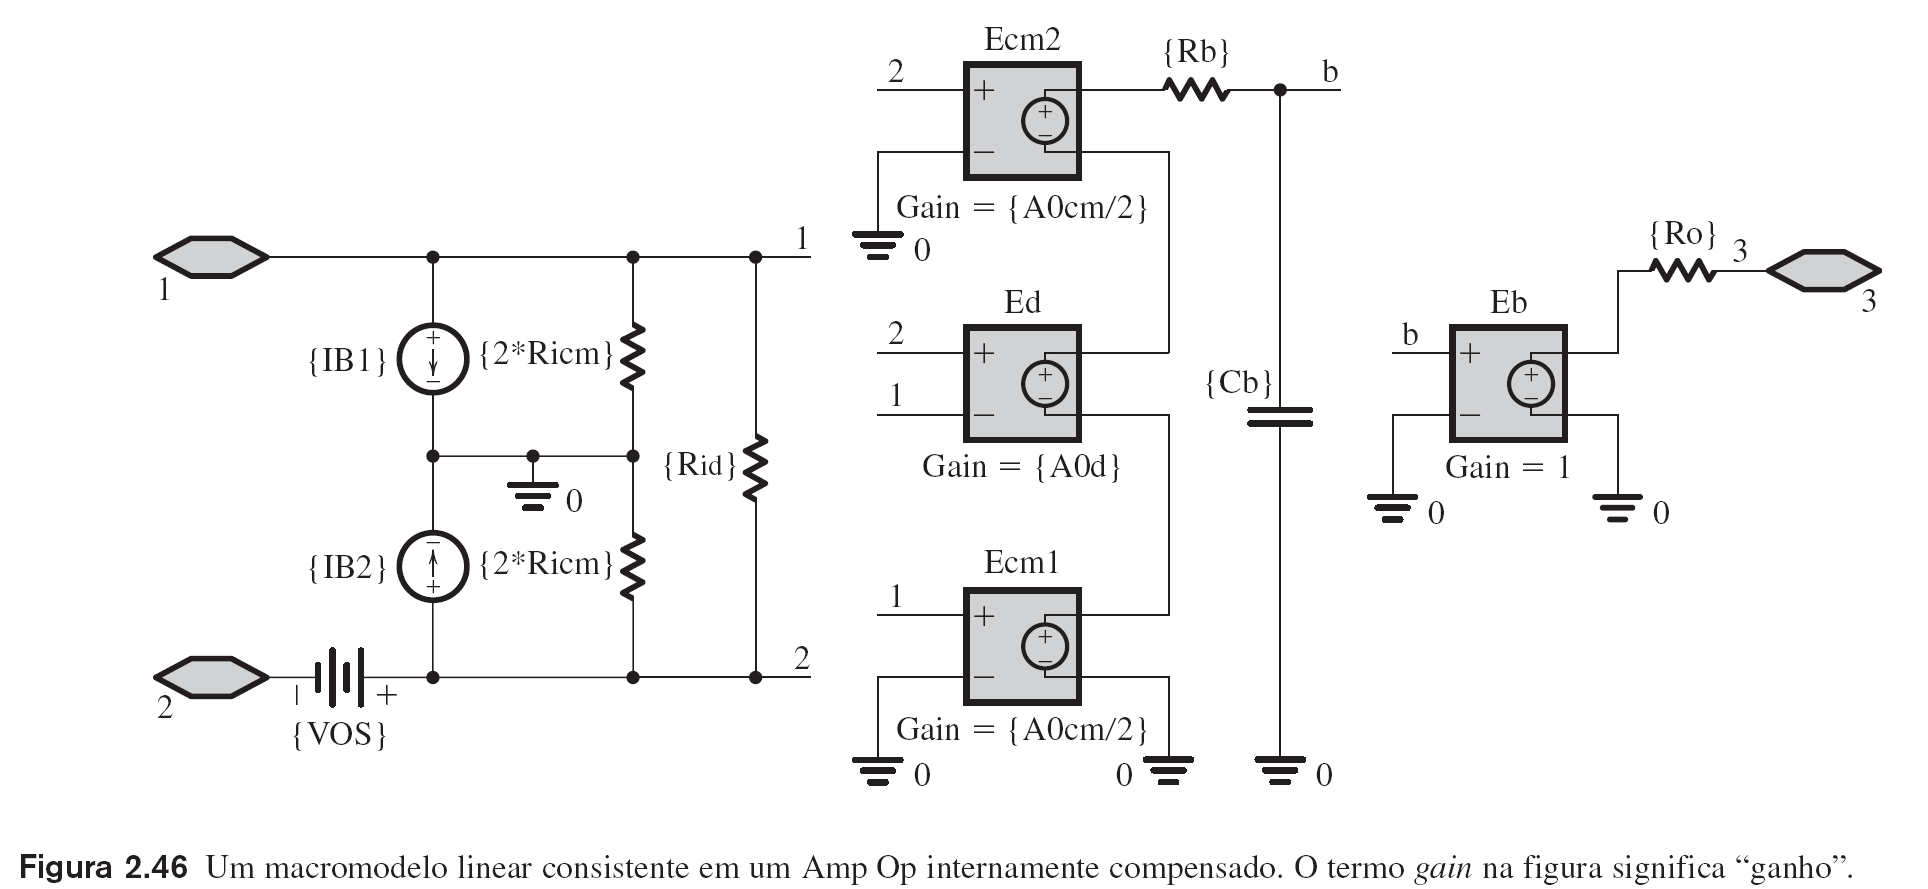 Ecm2
{Rb}
2
b
+
+
−
−
Gain = {A0cm/2}
0
1
1
{Ro}
3
3
Ed
Eb
{IB1}
+
−
{2*Ricm}
2
+
+
−
1
−
Gain = {A0d}
{Cb}
b
+
+
−
−
Gain = 1
0
0
{Rid}
0
{IB2}
−
+
{2*Ricm}
Ecm1
1
+
+
−
−
Gain = {A0cm/2}
0
0
0
2
− +
{VOS}
2
Figura 2.46 Um macromodelo linear consistente em um Amp Op internamente compensado. O termo gain na figura significa “ganho”.